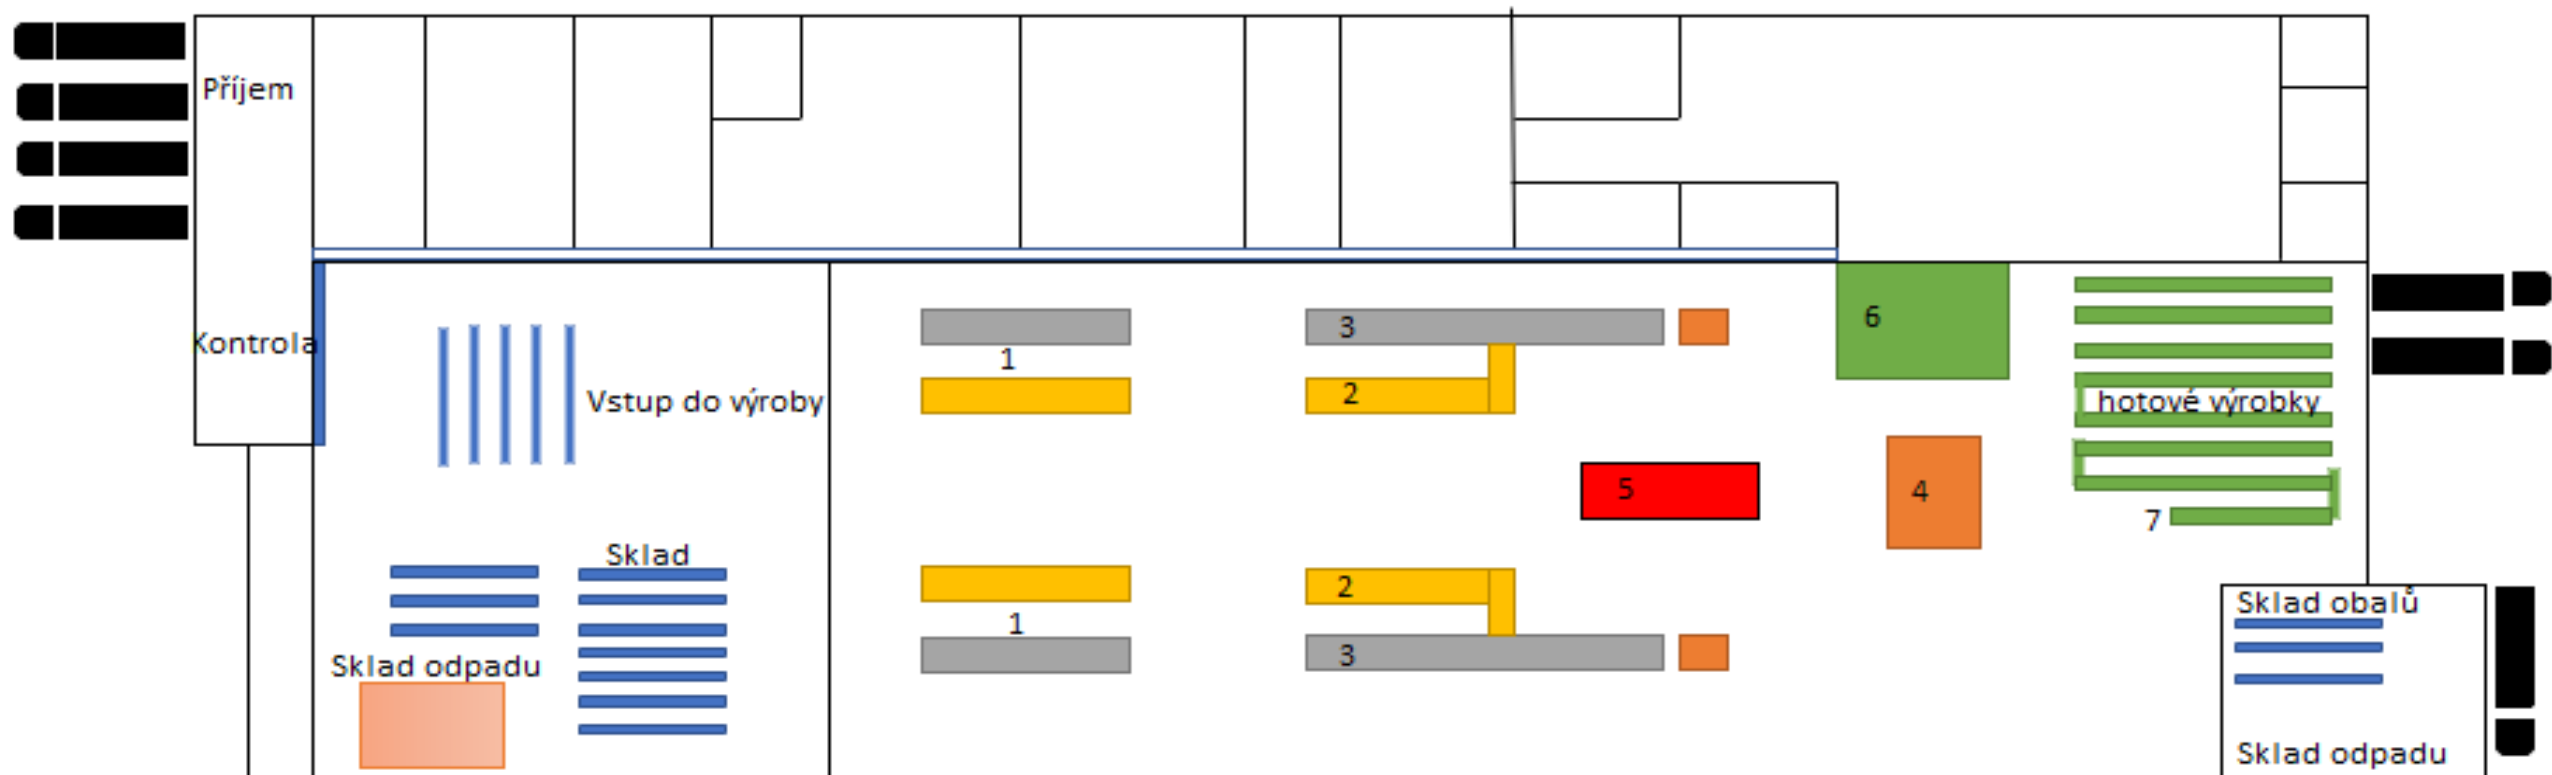 Příjem
Kontrola
Vstup do výroby
Sklad
Sklad odpadu
1
1
3
2
2
3
5
6
4
hotové výrobky
7
Sklad obalů
Sklad odpadu